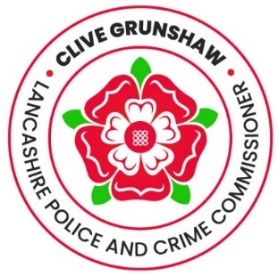 • CLIVE GRUNSHAW •
LANCASHIRE POLICE AND CRIME COMMISSIONER